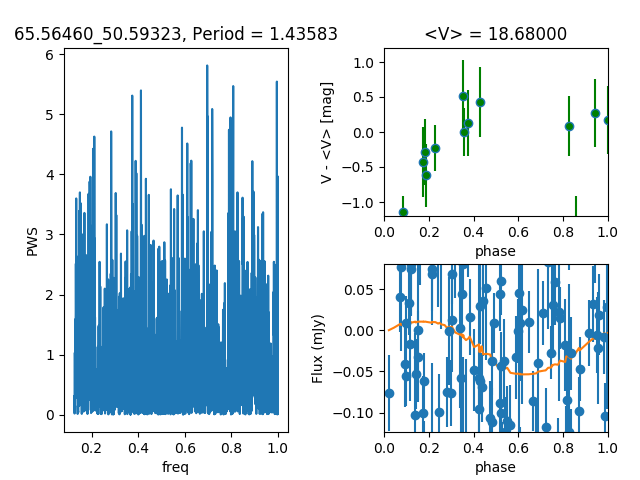 65.56460_50.59323, Period = 1.43583
<V> = 18.68000
6
5
4
3
2
1
0
PWS
0.2 0.4 0.6 0.8 1.0
freq
1.0
0.5
0.0
−0.5
−1.0
V - <V> [mag]
0.0 0.2 0.4 0.6 0.8 1.0
phase
0.05
0.00
−0.05
−0.10
Flux (mJy)
0.0 0.2 0.4 0.6 0.8 1.0
phase